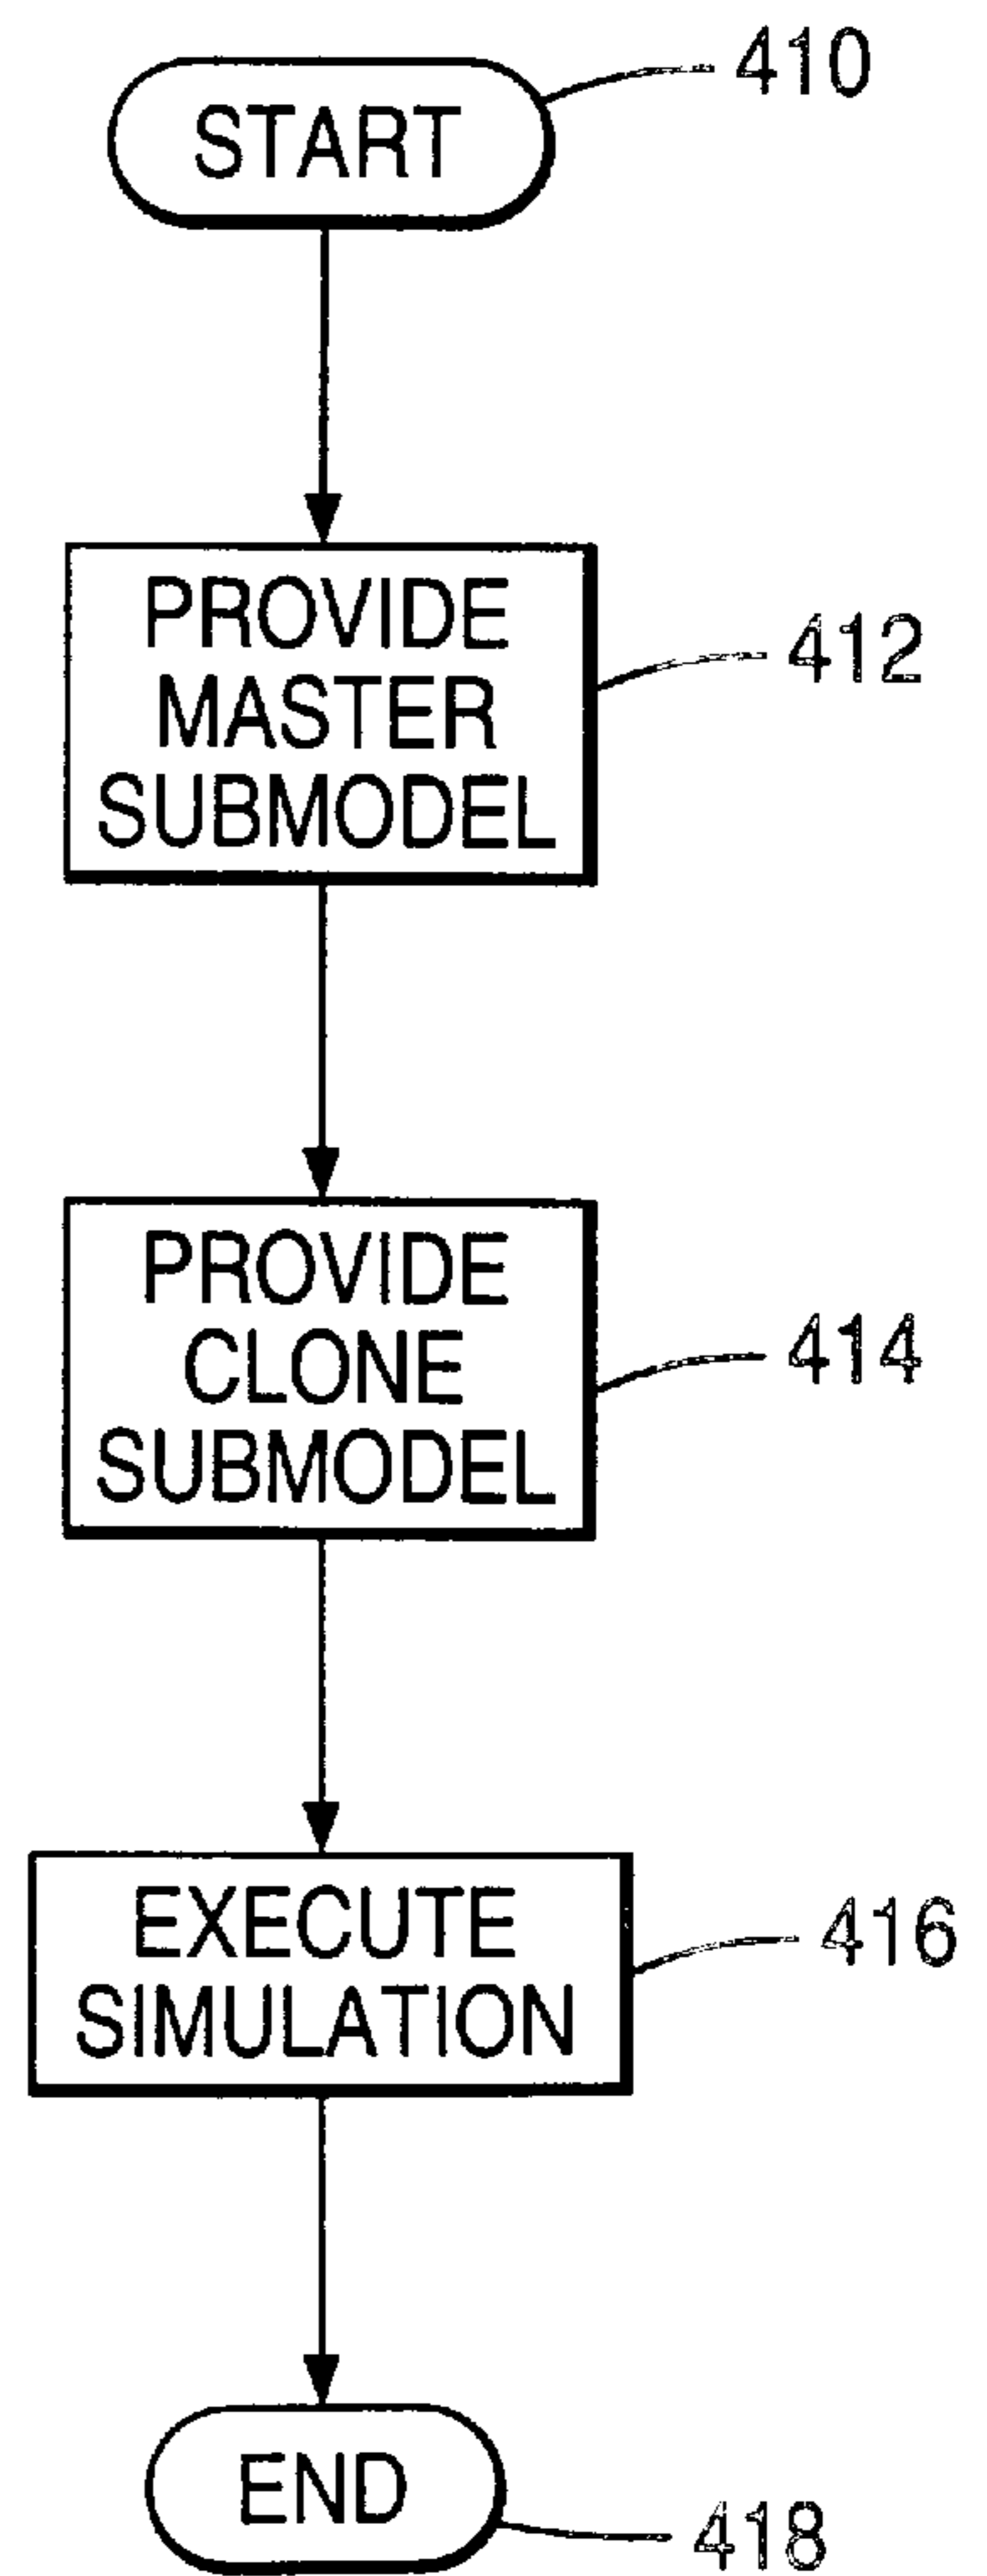 START
410
PROVIDE
MASTER
SUBMODEL
412
PROVIDE
CLONE
SUBMODEL
414
EXECUTE
SIMULATION
416
END
418